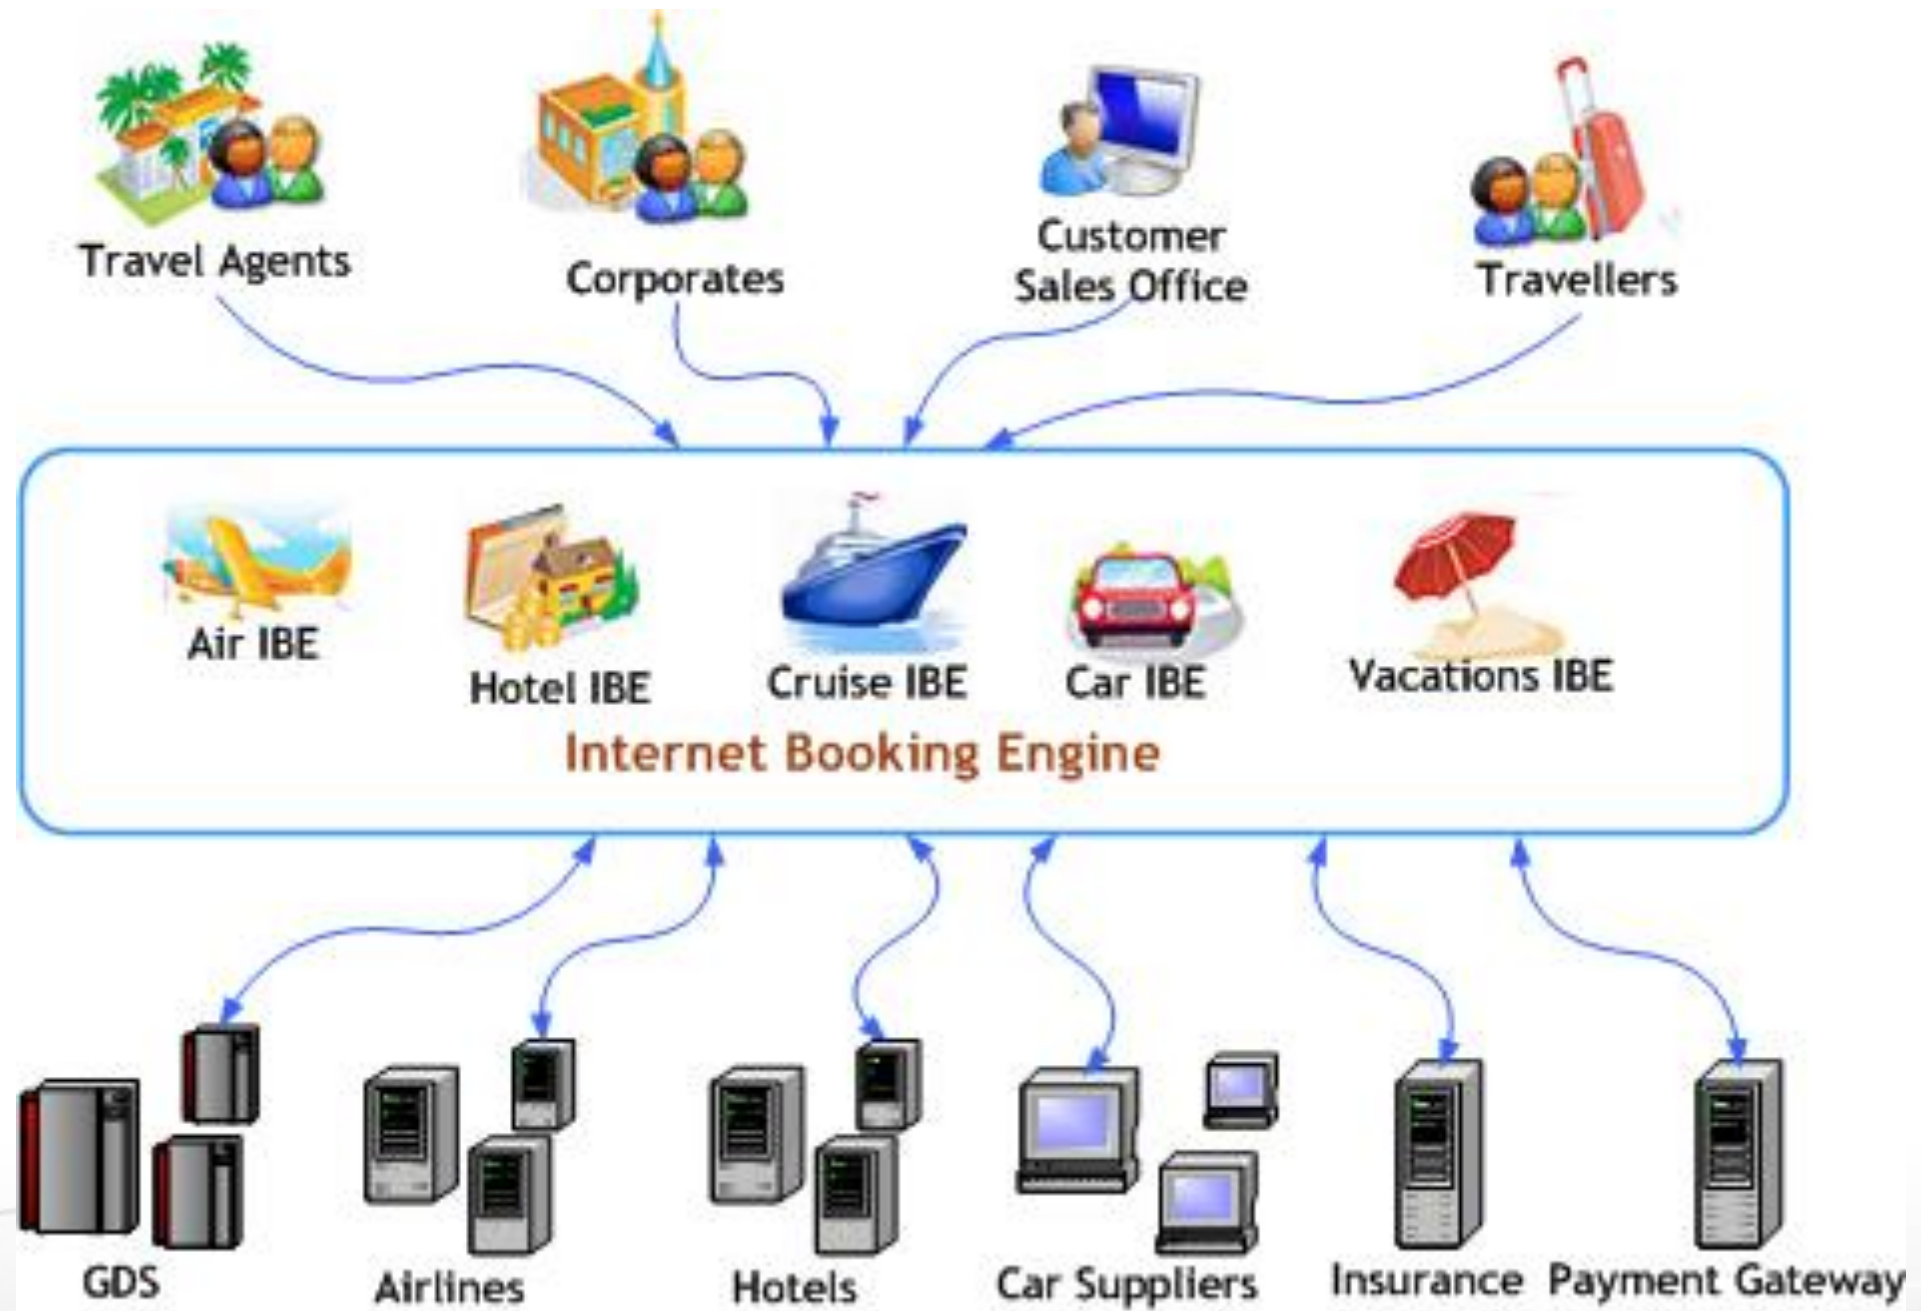 Travel Agents
Corporates
Customer
Sales Office
Travellers
Air IBE
Hotel IBE
Cruise IBE
Car IBE
Vacations IBE
Internet Booking Engine
GDS
Airlines
Hotels
Car Suppliers
Insurance
Payment Gateway